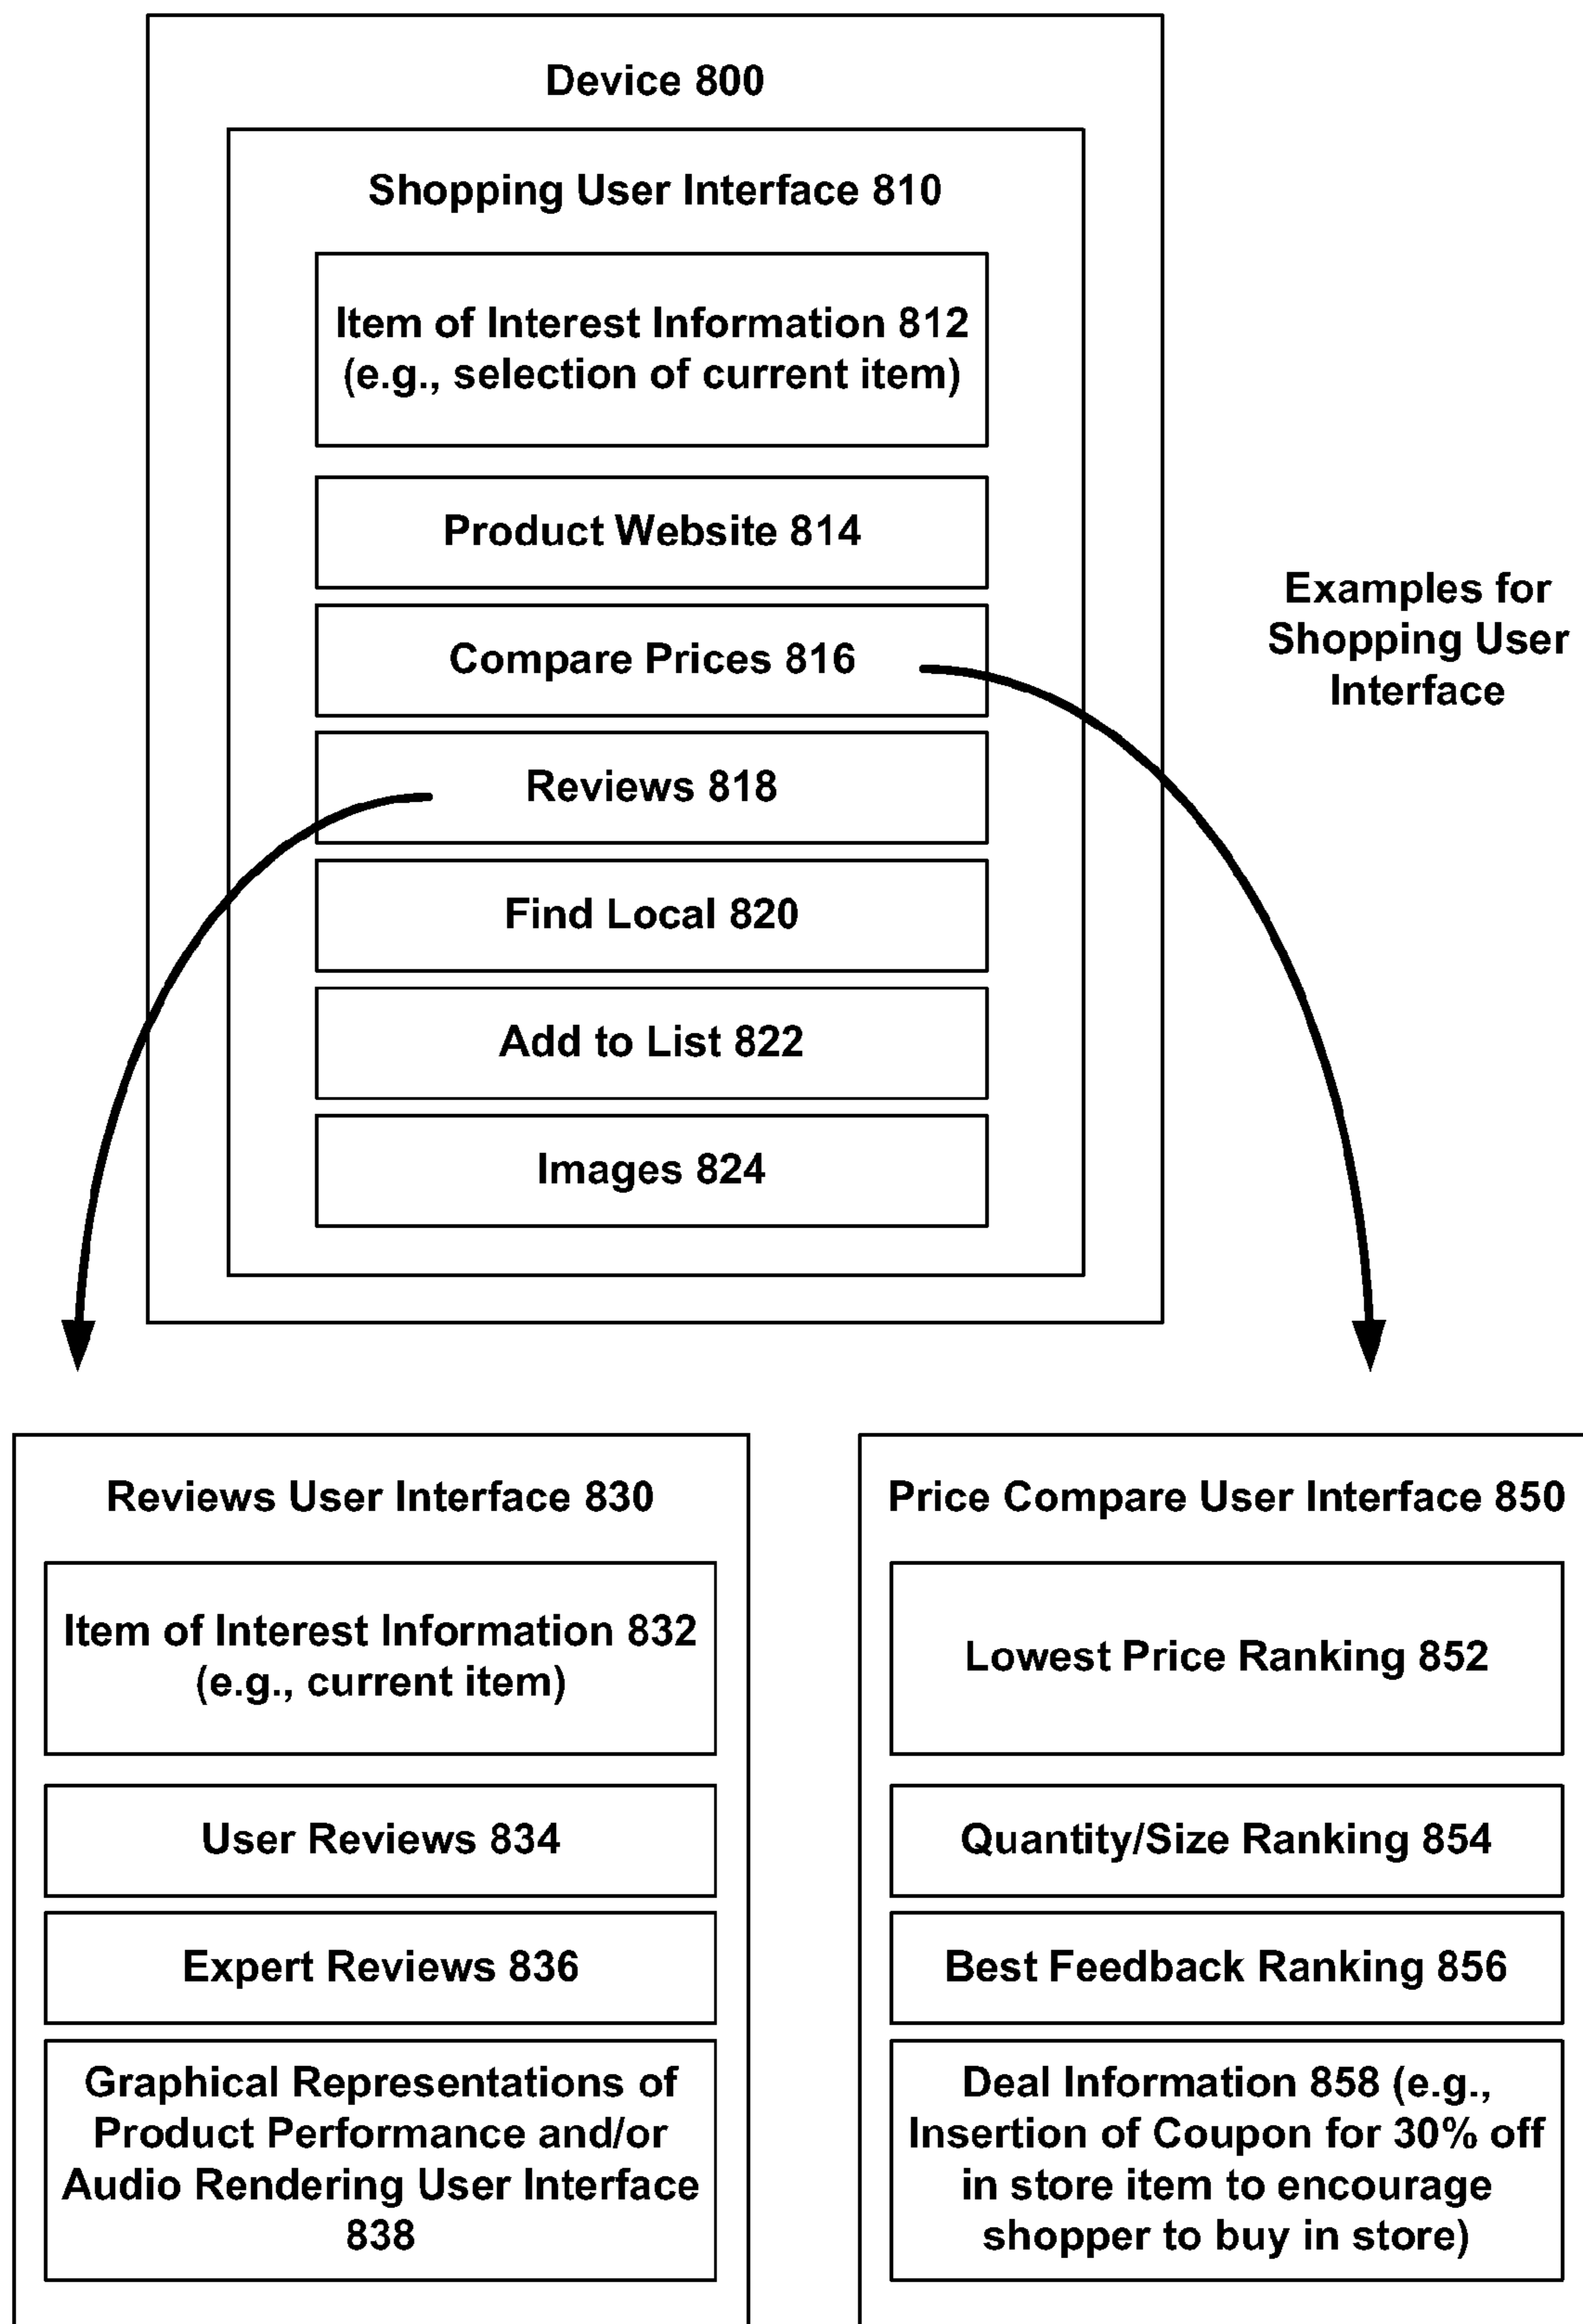 Device 800
Shopping User Interface 810
Item of Interest Information 812
(e.g., selection of current item)
Product Website 814
Compare Prices 816
Reviews 818
Find Local 820
Add to List 822
Images 824
Examples for
Shopping User
Interface
Reviews User Interface 830
Item of Interest Information 832
(e.g., current item)
User Reviews 834
Expert Reviews 836
Graphical Representations of
Product Performance and/or
Audio Rendering User Interface
838
Price Compare User Interface 850
Lowest Price Ranking 852
Quantity/Size Ranking 854
Best Feedback Ranking 856
Deal Information 858 (e.g.,
Insertion of Coupon for 30% off
in store item to encourage
shopper to buy in store)